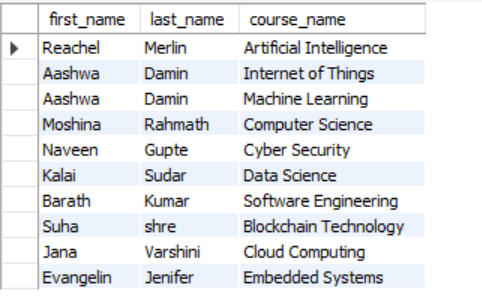 first_name last_name course_name
Reachel Merlin Artificial Intelligence
Aashwa Damin Internet of Things
Aashwa Damin Machine Learning
Moshina Rahmath Computer Science
Naveen Gupte Cyber Security
Kalai Sudar Data Science
Barath Kumar Software Engineering
Suha shre Blockchain Technology
Jana Varshini Cloud Computing
Evangelin Jenifer Embedded Systems